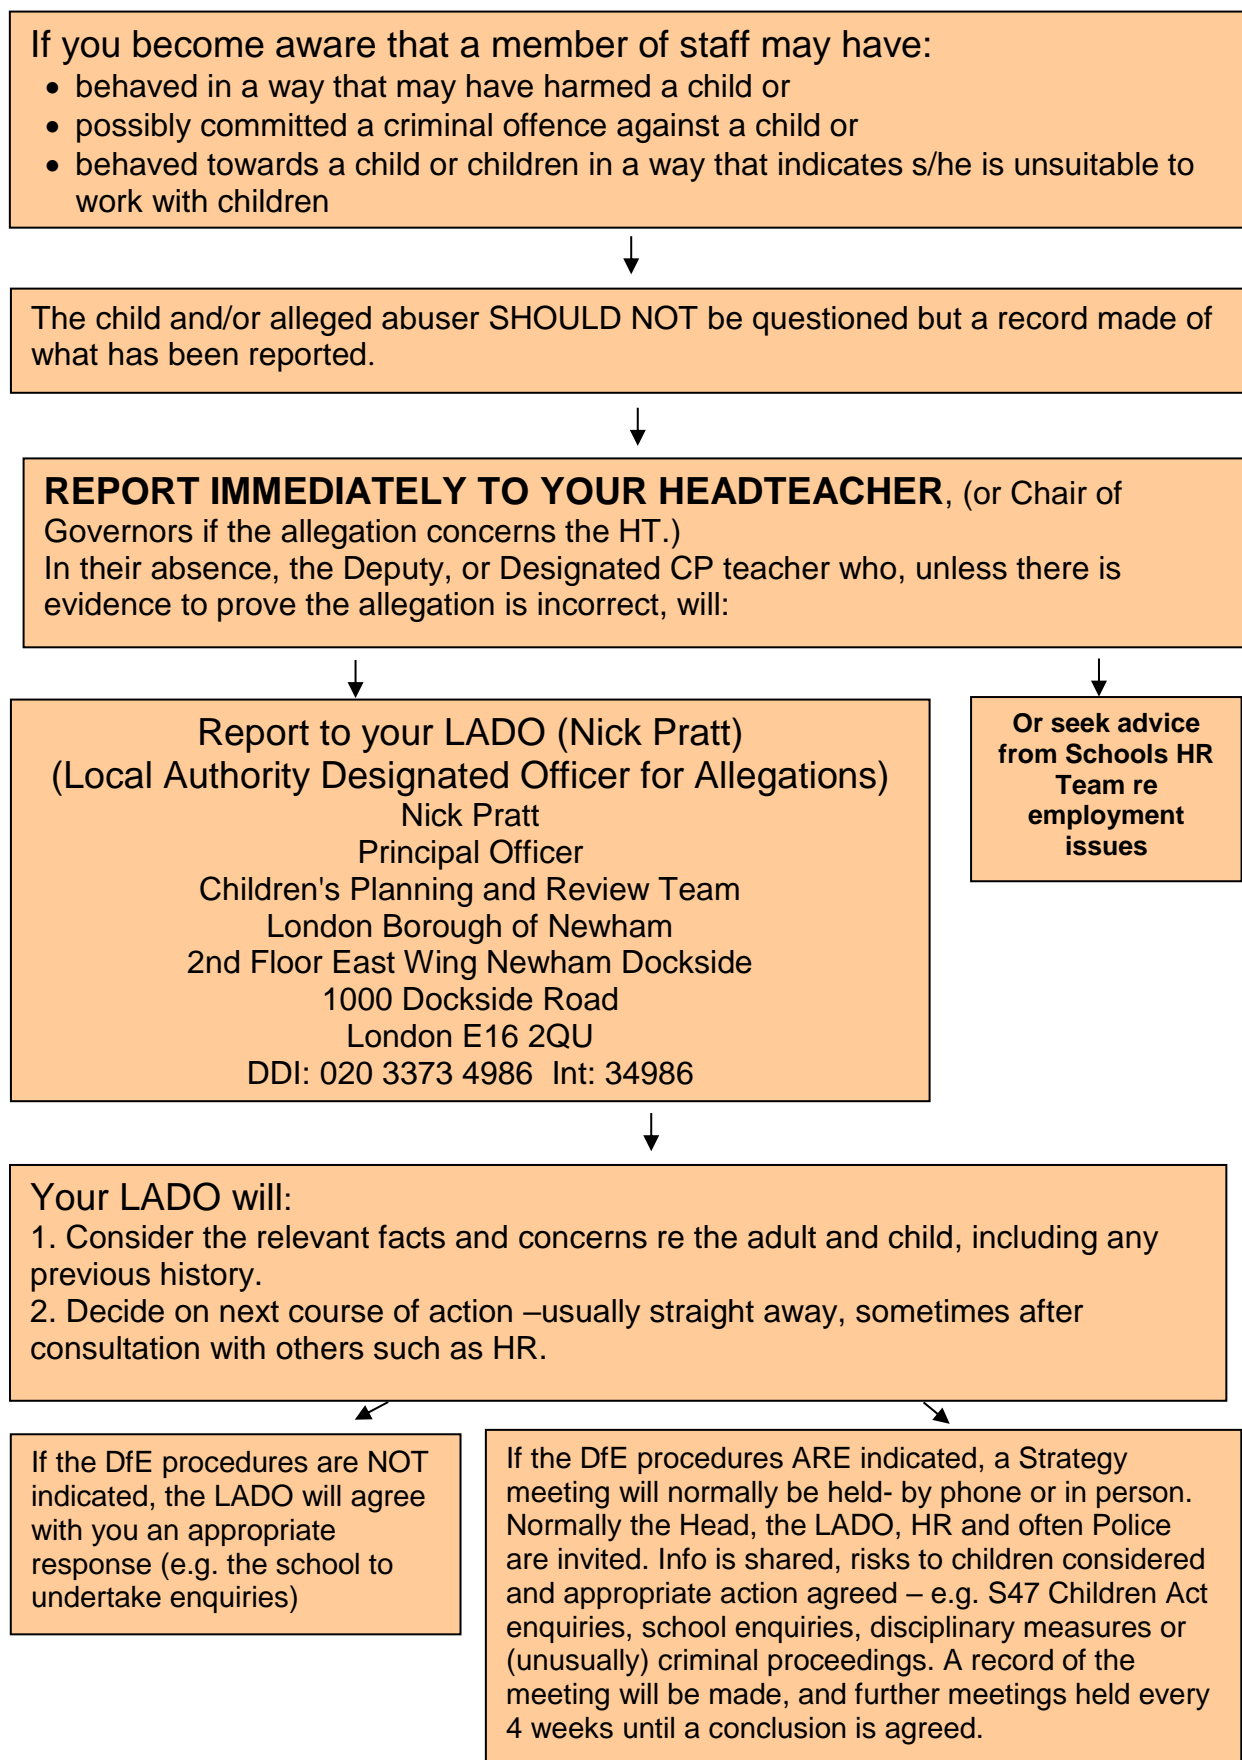 If you become aware that a member of staff may have:
• behaved in a way that may have harmed a child or
• possibly committed a criminal offence against a child or
• behaved towards a child or children in a way that indicates s/he is unsuitable to
work with children
The child and/or alleged abuser SHOULD NOT be questioned but a record made of
what has been reported.
REPORT IMMEDIATELY TO YOUR HEADTEACHER, (or Chair of
Governors if the allegation concerns the HT.)
In their absence, the Deputy, or Designated CP teacher who, unless there is
evidence to prove the allegation is incorrect, will:
Report to your LADO (Nick Pratt)
(Local Authority Designated Officer for Allegations)
Nick Pratt
Principal Officer
Children's Planning and Review Team
London Borough of Newham
2nd Floor East Wing Newham Dockside
1000 Dockside Road
London E16 2QU
DDI: 020 3373 4986 Int: 34986
Or seek advice
from Schools HR
Team re
employment
issues
Your LADO will:
1. Consider the relevant facts and concerns re the adult and child, including any
previous history.
2. Decide on next course of action –usually straight away, sometimes after
consultation with others such as HR.
If the DfE procedures are NOT
indicated, the LADO will agree
with you an appropriate
response (e.g. the school to
undertake enquiries)
If the DfE procedures ARE indicated, a Strategy
meeting will normally be held- by phone or in person.
Normally the Head, the LADO, HR and often Police
are invited. Info is shared, risks to children considered
and appropriate action agreed – e.g. S47 Children Act
enquiries, school enquiries, disciplinary measures or
(unusually) criminal proceedings. A record of the
meeting will be made, and further meetings held every
4 weeks until a conclusion is agreed.